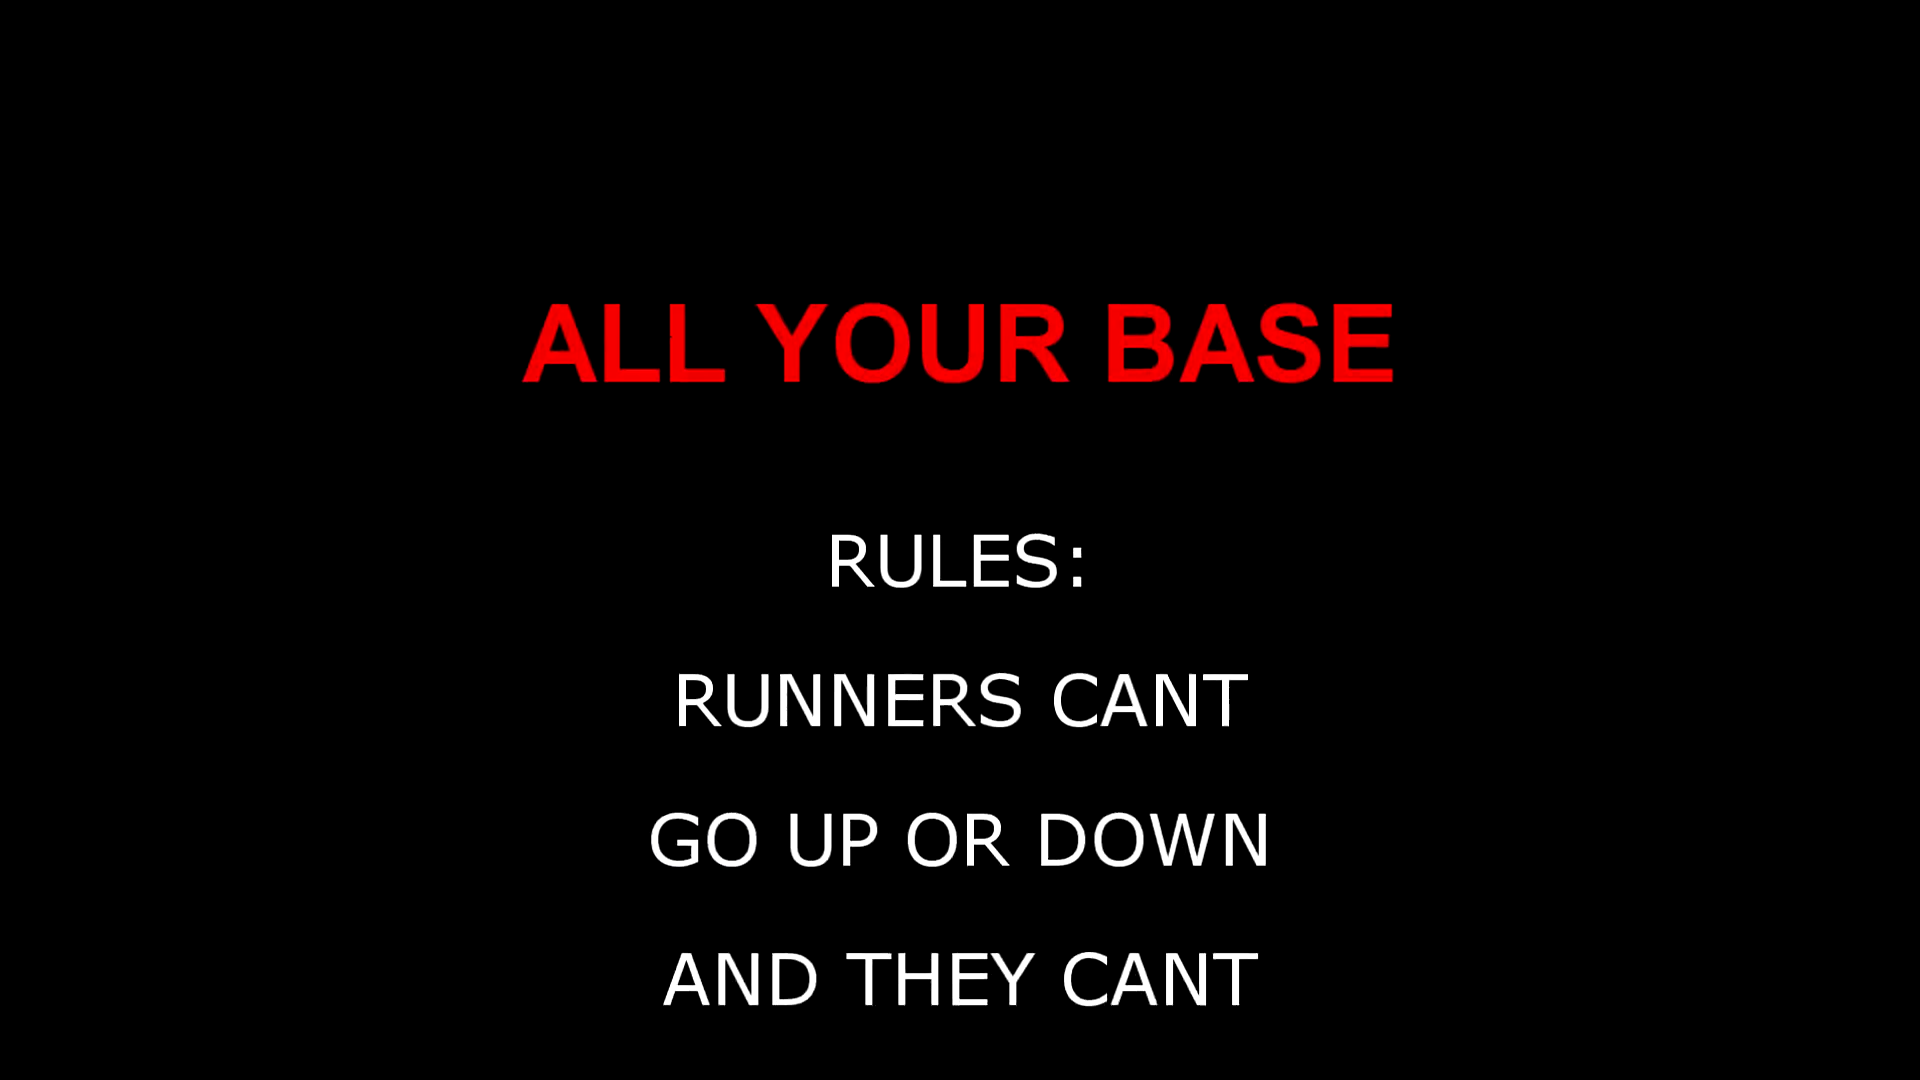 ALL YOUR BASE
RULES:
RUNNERS CANT
GO UP OR DOWN
AND THEY CANT